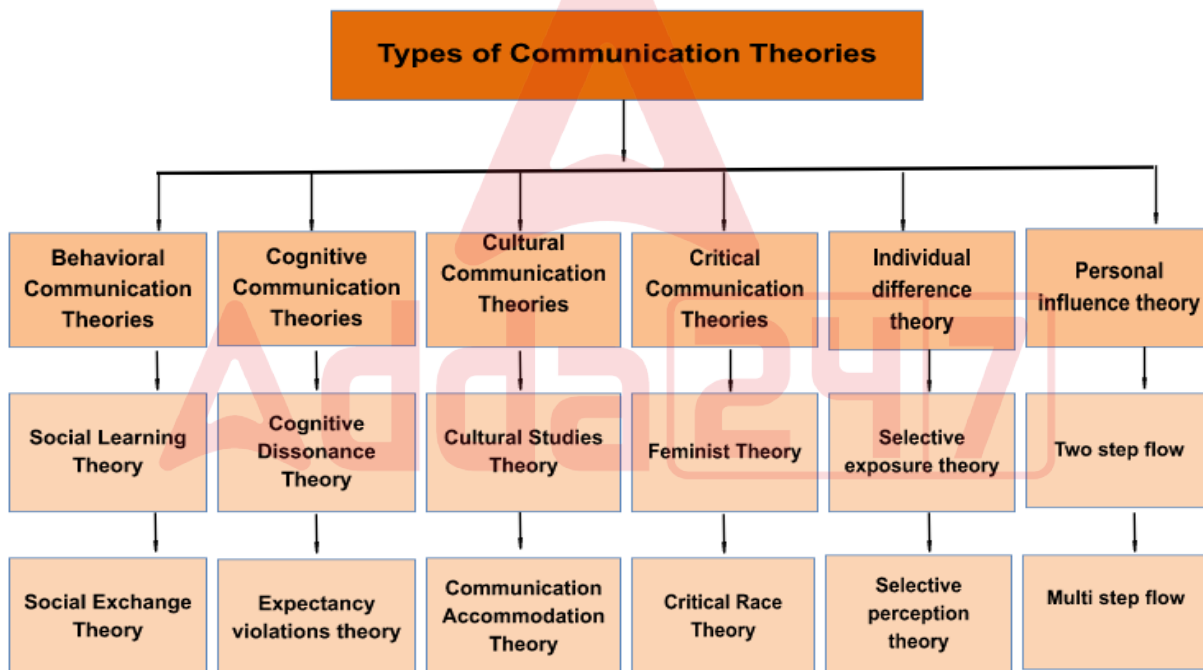 Types of Communication Theories
Behavioral
Communication
Theories
Cognitive
Communication
Theories
Cultural
Communication
Theories
Critical
Communication
Theories
Individual
difference
theory
Personal
influence theory
Social Learning
Theory
Cognitive
Dissonance
Theory
Cultural Studies
Theory
Feminist Theory
Selective
exposure theory
Two step flow
Social Exchange
Theory
Expectancy
violations theory
Communication
Accommodation
Theory
Critical Race
Theory
Selective
perception
theory
Multi step flow
Adda247